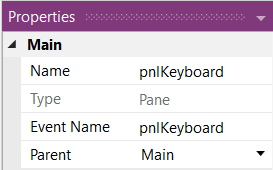 Properties
Main
Name pnlKeyboard
Type Pane
Event Name pnlKeyboard
Parent Main